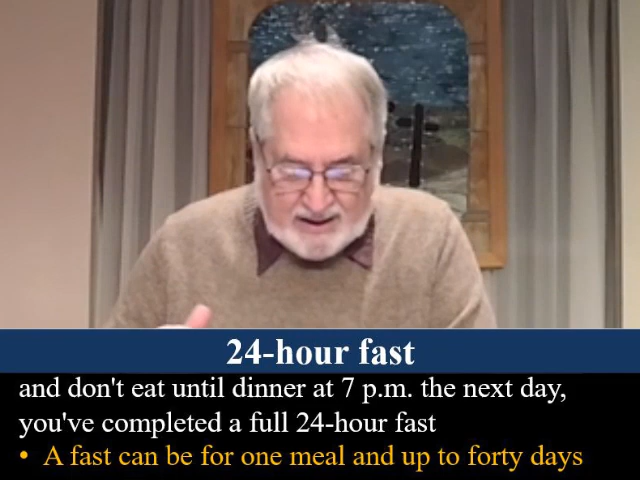 24-hour fast
and don't eat until dinner at 7 p.m. the next day,
you've completed a full 24-hour fast
• A fast can be for one meal and up to forty days